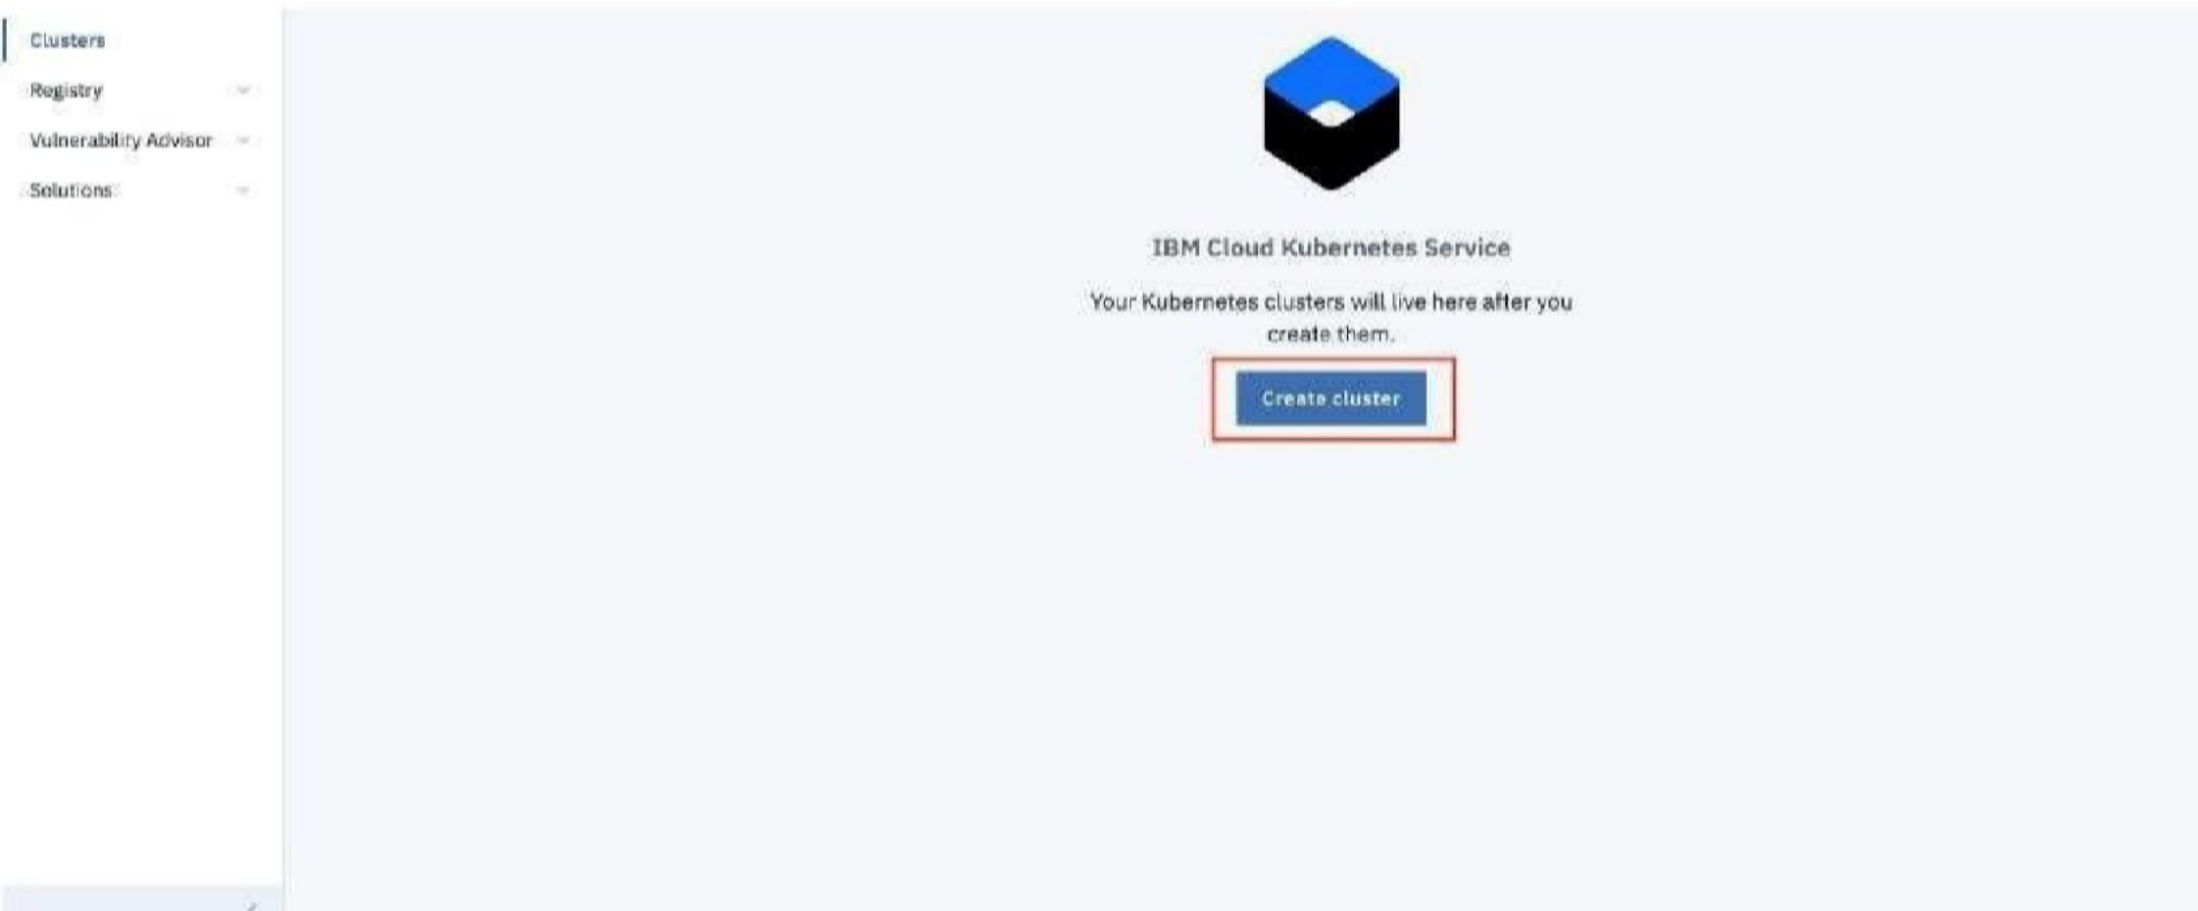 Clusters
Registry
Vulnerability Advisor
Solutions
IBM Cloud Kubernetes Service
Your Kubernetes clusters will live here after you
create them.
Create cluster